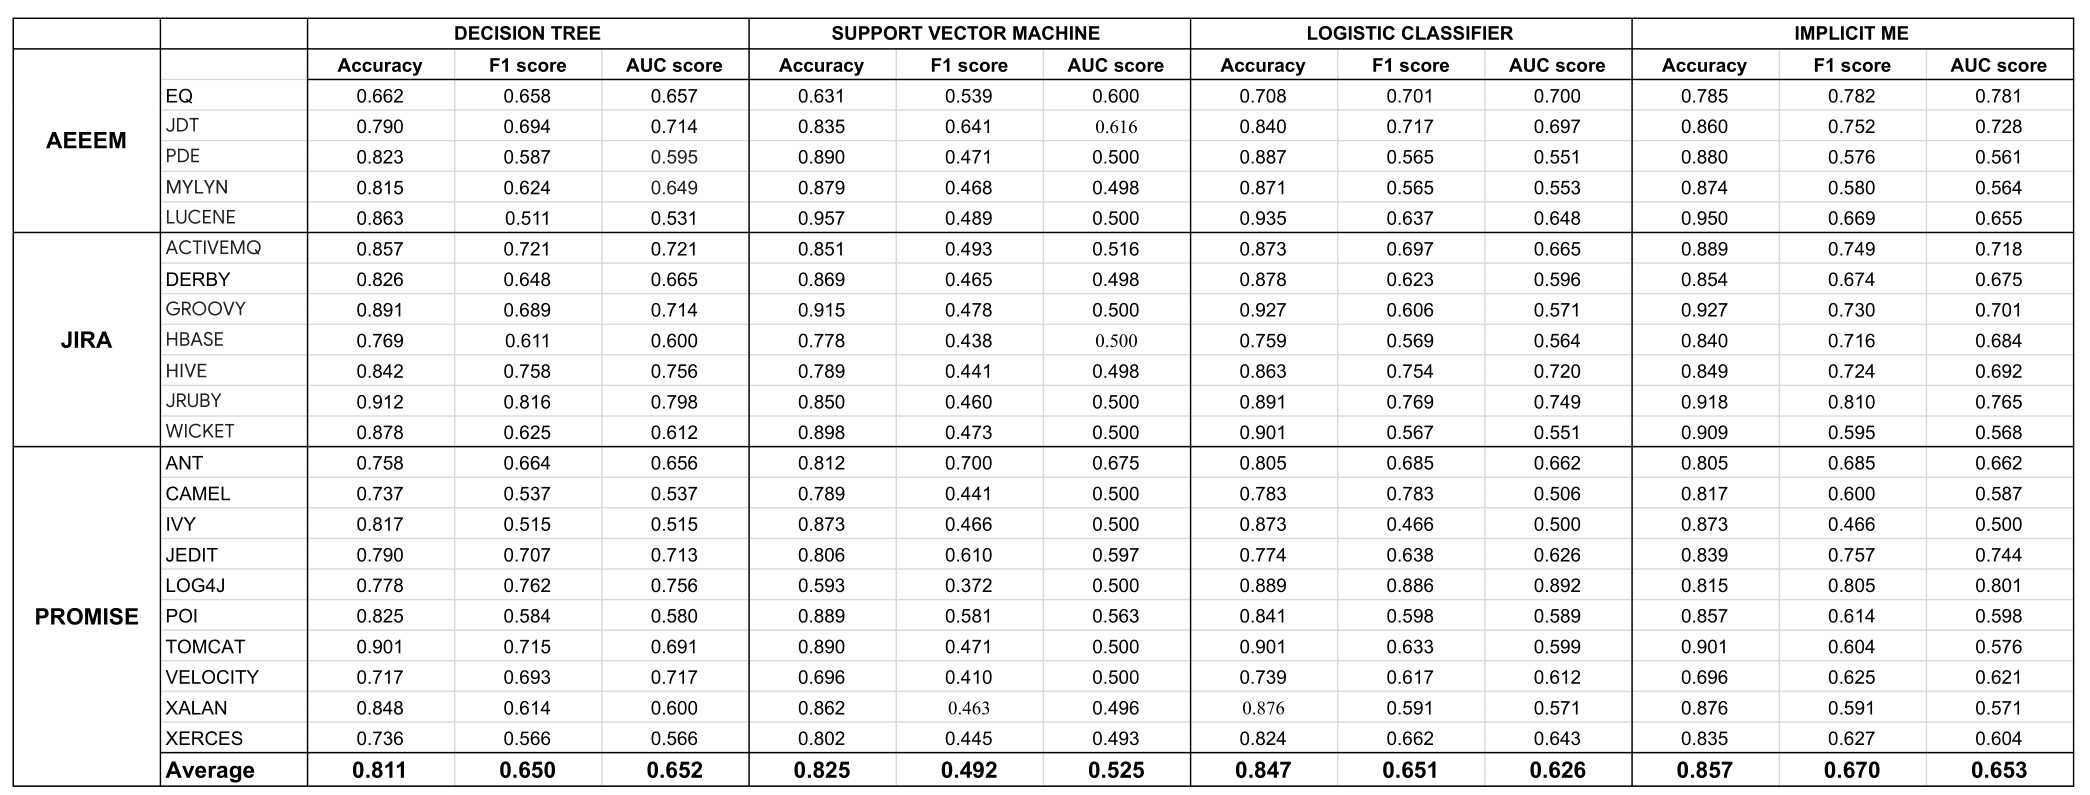 DECISION TREE SUPPORT VECTOR MACHINE LOGISTIC CLASSIFIER IMPLICIT ME
Accuracy F1 score AUC score Accuracy F1 score AUC score Accuracy F1 score AUC score Accuracy F1 score AUC score
AEEEM
EQ 0.662 0.658 0.657 0.631 0.539 0.600 0.708 0.701 0.700 0.785 0.782 0.781
JDT 0.790 0.694 0.714 0.835 0.641 0.616 0.840 0.717 0.697 0.860 0.752 0.728
PDE 0.823 0.587 0.595 0.890 0.471 0.500 0.887 0.565 0.551 0.880 0.576 0.561
MYLYN 0.815 0.624 0.649 0.879 0.468 0.498 0.871 0.565 0.553 0.874 0.580 0.564
LUCENE 0.863 0.511 0.531 0.957 0.489 0.500 0.935 0.637 0.648 0.950 0.669 0.655
JIRA
ACTIVEMQ 0.857 0.721 0.721 0.851 0.493 0.516 0.873 0.697 0.665 0.889 0.749 0.718
DERBY 0.826 0.648 0.665 0.869 0.465 0.498 0.878 0.623 0.596 0.854 0.674 0.675
GROOVY 0.891 0.689 0.714 0.915 0.478 0.500 0.927 0.606 0.571 0.927 0.730 0.701
HBASE 0.769 0.611 0.600 0.778 0.438 0.500 0.759 0.569 0.564 0.840 0.716 0.684
HIVE 0.842 0.758 0.756 0.789 0.441 0.498 0.863 0.754 0.720 0.849 0.724 0.692
JRUBY 0.912 0.816 0.798 0.850 0.460 0.500 0.891 0.769 0.749 0.918 0.810 0.765
WICKET 0.878 0.625 0.612 0.898 0.473 0.500 0.901 0.567 0.551 0.909 0.595 0.568
PROMISE
ANT 0.758 0.664 0.656 0.812 0.700 0.675 0.805 0.685 0.662 0.805 0.685 0.662
CAMEL 0.737 0.537 0.537 0.789 0.441 0.500 0.783 0.783 0.506 0.817 0.600 0.587
IVY 0.817 0.515 0.515 0.873 0.466 0.500 0.873 0.466 0.500 0.873 0.466 0.500
JEDIT 0.790 0.707 0.713 0.806 0.610 0.597 0.774 0.638 0.626 0.839 0.757 0.744
LOG4J 0.778 0.762 0.756 0.593 0.372 0.500 0.889 0.886 0.892 0.815 0.805 0.801
POI 0.825 0.584 0.580 0.889 0.581 0.563 0.841 0.598 0.589 0.857 0.614 0.598
TOMCAT 0.901 0.715 0.691 0.890 0.471 0.500 0.901 0.633 0.599 0.901 0.604 0.576
VELOCITY 0.717 0.693 0.717 0.696 0.410 0.500 0.739 0.617 0.612 0.696 0.625 0.621
XALAN 0.848 0.614 0.600 0.862 0.463 0.496 0.876 0.591 0.571 0.876 0.591 0.571
XERCES 0.736 0.566 0.566 0.802 0.445 0.493 0.824 0.662 0.643 0.835 0.627 0.604
Average 0.811 0.650 0.652 0.825 0.492 0.525 0.847 0.651 0.626 0.857 0.670 0.653